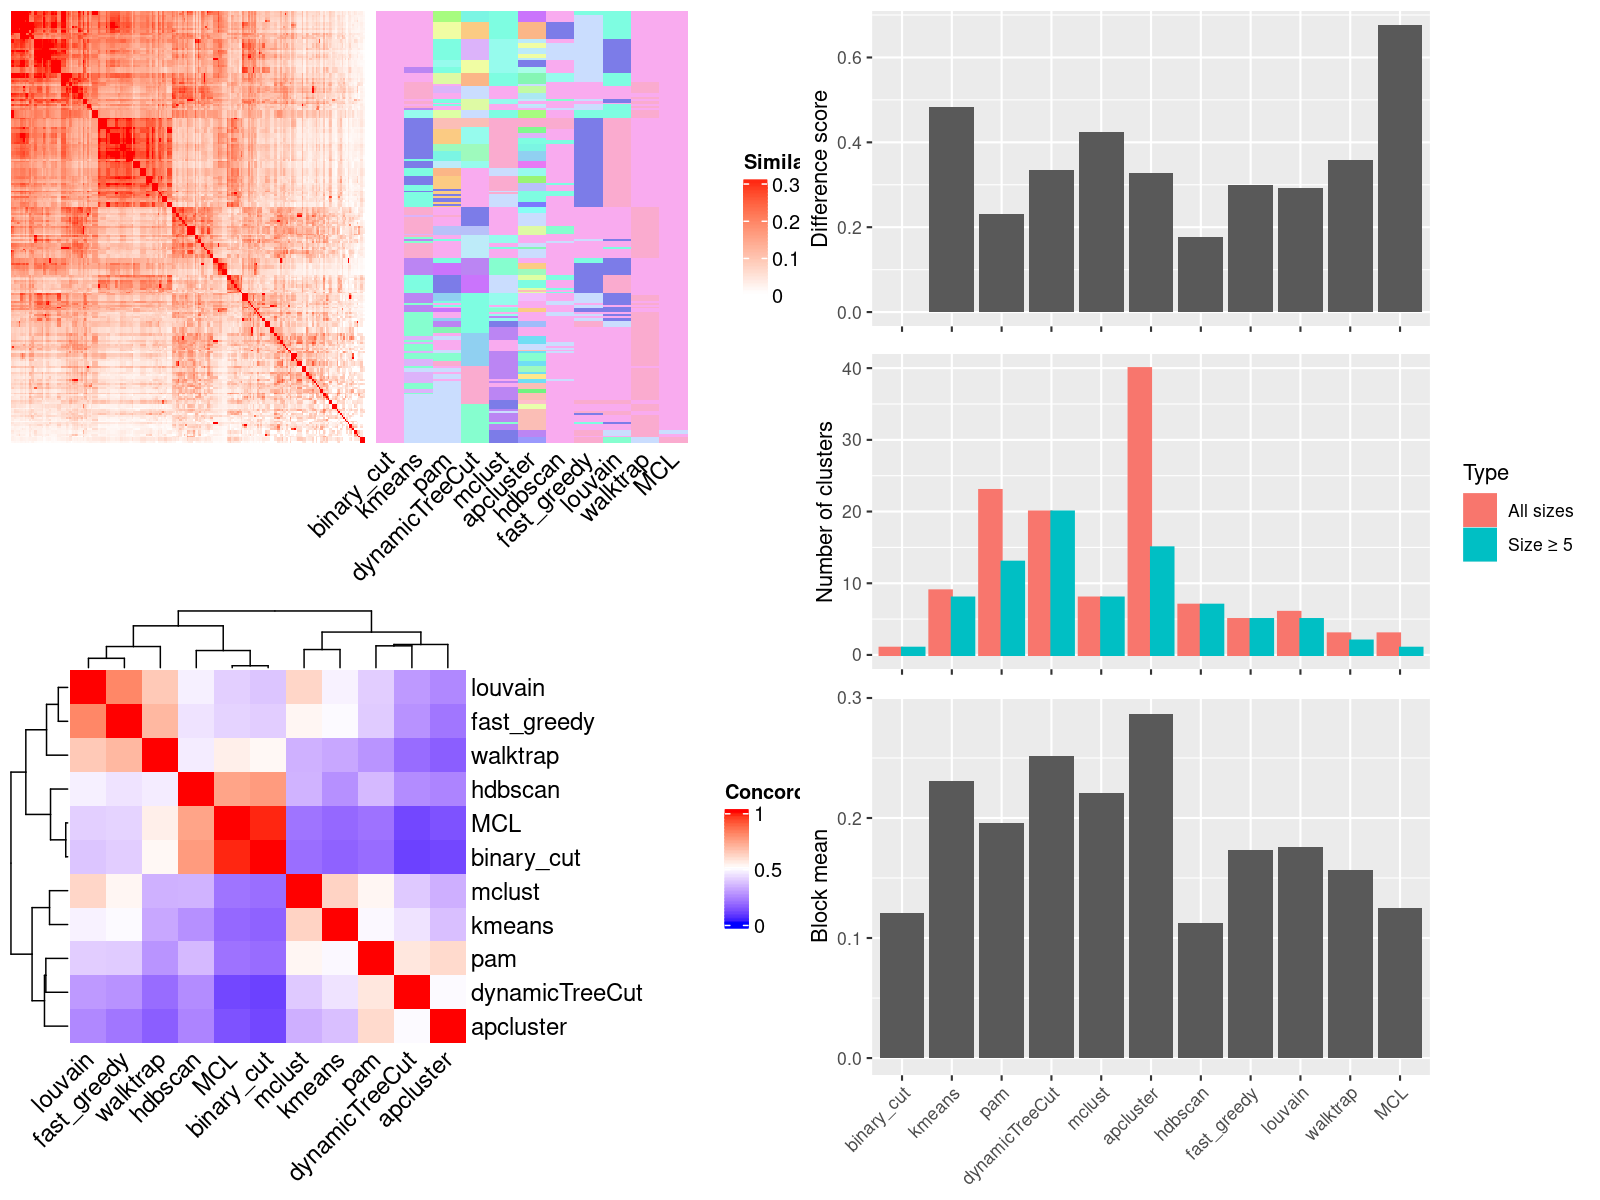 Simila
0.3
0.2
0.1
0
binary_cut
kmeans
pam
dynamicTreeCut
mclust
apcluster
hdbscan
fast_greedy
louvain
walktrap
MCL
Difference score
0.6
0.4
0.2
0.0
Number of clusters
40
30
20
10
0
Type
All sizes
Size ≥ 5
louvain
fast_greedy
walktrap
hdbscan
MCL
binary_cut
mclust
kmeans
pam
dynamicTreeCut
apcluster
louvain
fast_greedy
walktrap
hdbscan
MCL
binary_cut
mclust
kmeans
pam
dynamicTreeCut
apcluster
Concord
1
0.5
0
Block mean
0.3
0.2
0.1
0.0
binary_cut
kmeans
pam
dynamicTreeCut
mclust
apcluster
hdbscan
fast_greedy
louvain
walktrap
MCL